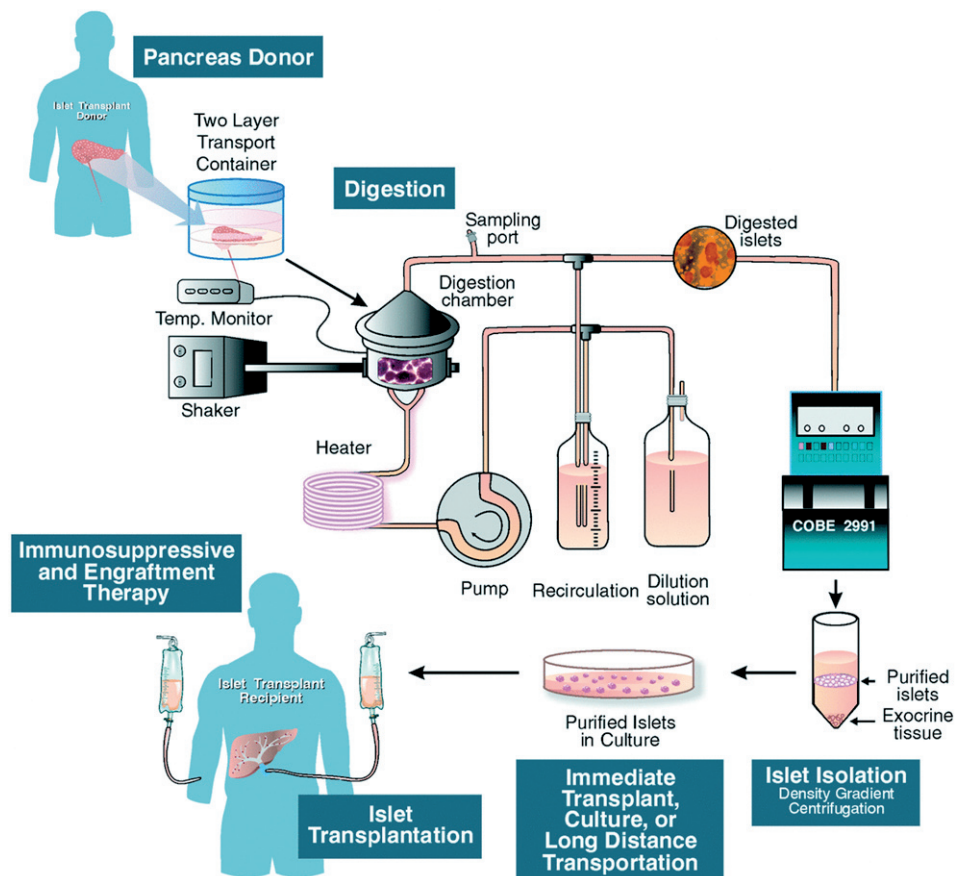 Pancreas Donor
Islet Transplant
Donor
Two Layer
Transport
Container
Digestion
Sampling
port
Digested
islets
Digestion
chamber
Temp. Monitor
Shaker
Heater
COBE 2991
Pump
Recirculation
Dilution
solution
Immunosuppressive
and Engraftment
Therapy
Islet Transplant
Recipient
Purified Islets
in Culture
Purified
islets
Exocrine
tissue
Islet
Transplantation
Immediate
Transplant,
Culture, or
Long Distance
Transportation
Islet Isolation
Density Gradient
Centrifugation